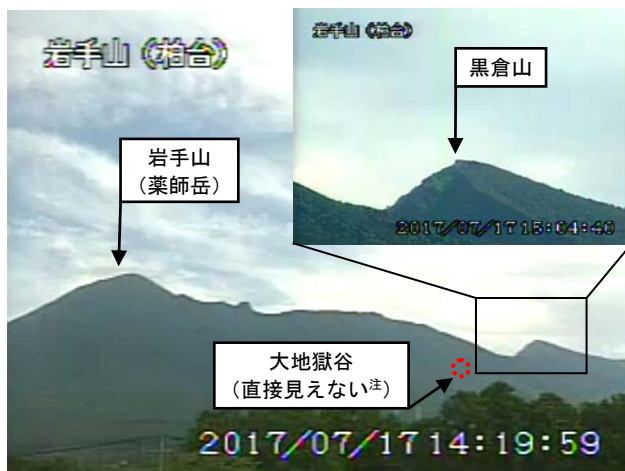 岩手山（柏台）
岩手山（柏台）
黒倉山
岩手山
（薬師岳）
2017/07/17 15:04:40
大地獄谷
（直接見えない注）
2017/07/17 14:19:59